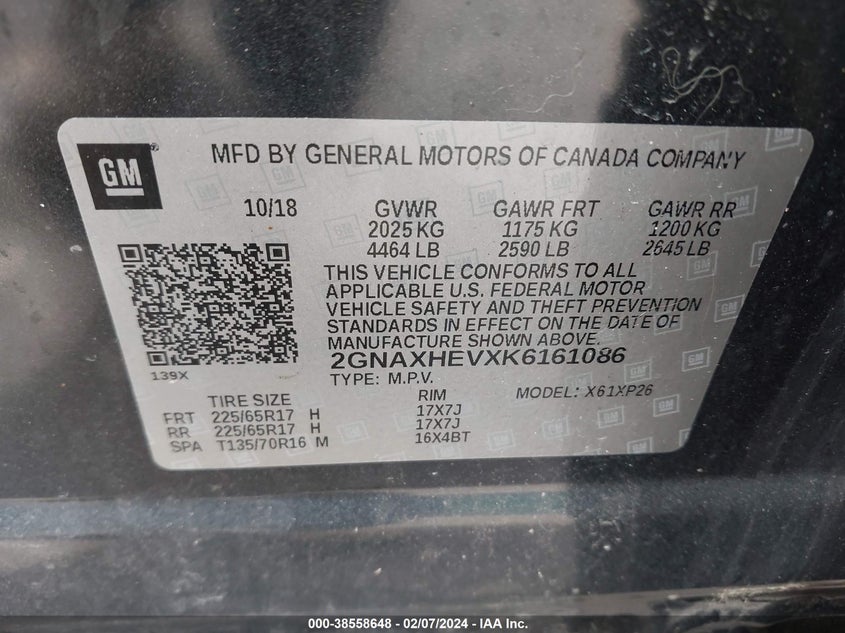 GM
MFD BY GENERAL MOTORS OF CANADA COMPANY
10/18 GVWR GAWR FRT GAWR RR
2025 KG 1175 KG 1200 KG
4464 LB 2590 LB 2645 LB
THIS VEHICLE CONFORMS TO ALL
APPLICABLE U.S. FEDERAL MOTOR
VEHICLE SAFETY AND THEFT PREVENTION
STANDARDS IN EFFECT ON THE DATE OF
MANUFACTURE SHOWN ABOVE.
2GNAXHEVXK6161086
139X TYPE: M.P.V. MODEL: X61XP26
TIRE SIZE RIM
FRT 225/65R17 H 17X7J
RR 225/65R17 H 17X7J
SPA T135/70R16 M 16X4BT
000-38558648 - 02/07/2024 - IAA Inc.